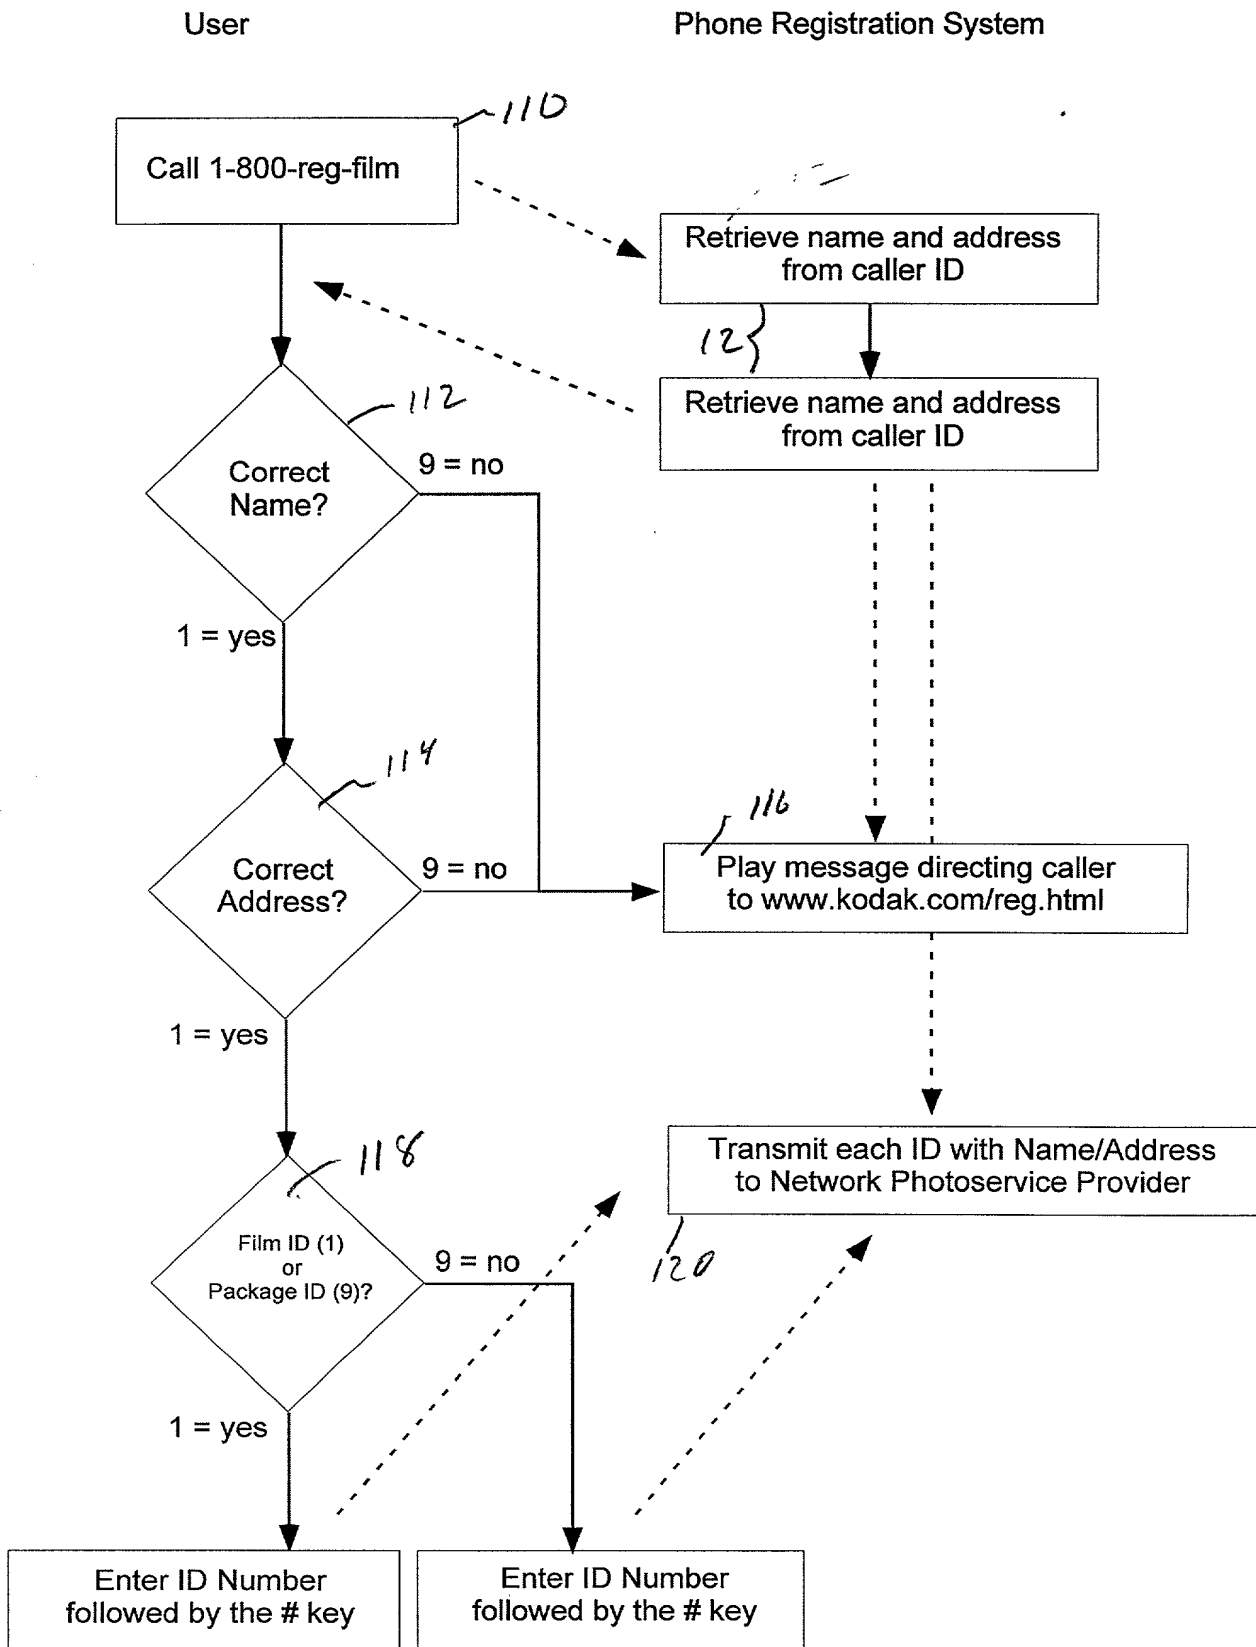 User
Phone Registration System
110
Call 1-800-reg-film
Retrieve name and address
from caller ID
12
Retrieve name and address
from caller ID
112
Correct
Name?
9 = no
1 = yes
114
Correct
Address?
9 = no
116
Play message directing caller
to www.kodak.com/reg.html
1 = yes
118
Film ID (1)
or
Package ID (9)?
9 = no
Transmit each ID with Name/Address
to Network Photoservice Provider
120
1 = yes
Enter ID Number
followed by the # key
Enter ID Number
followed by the # key